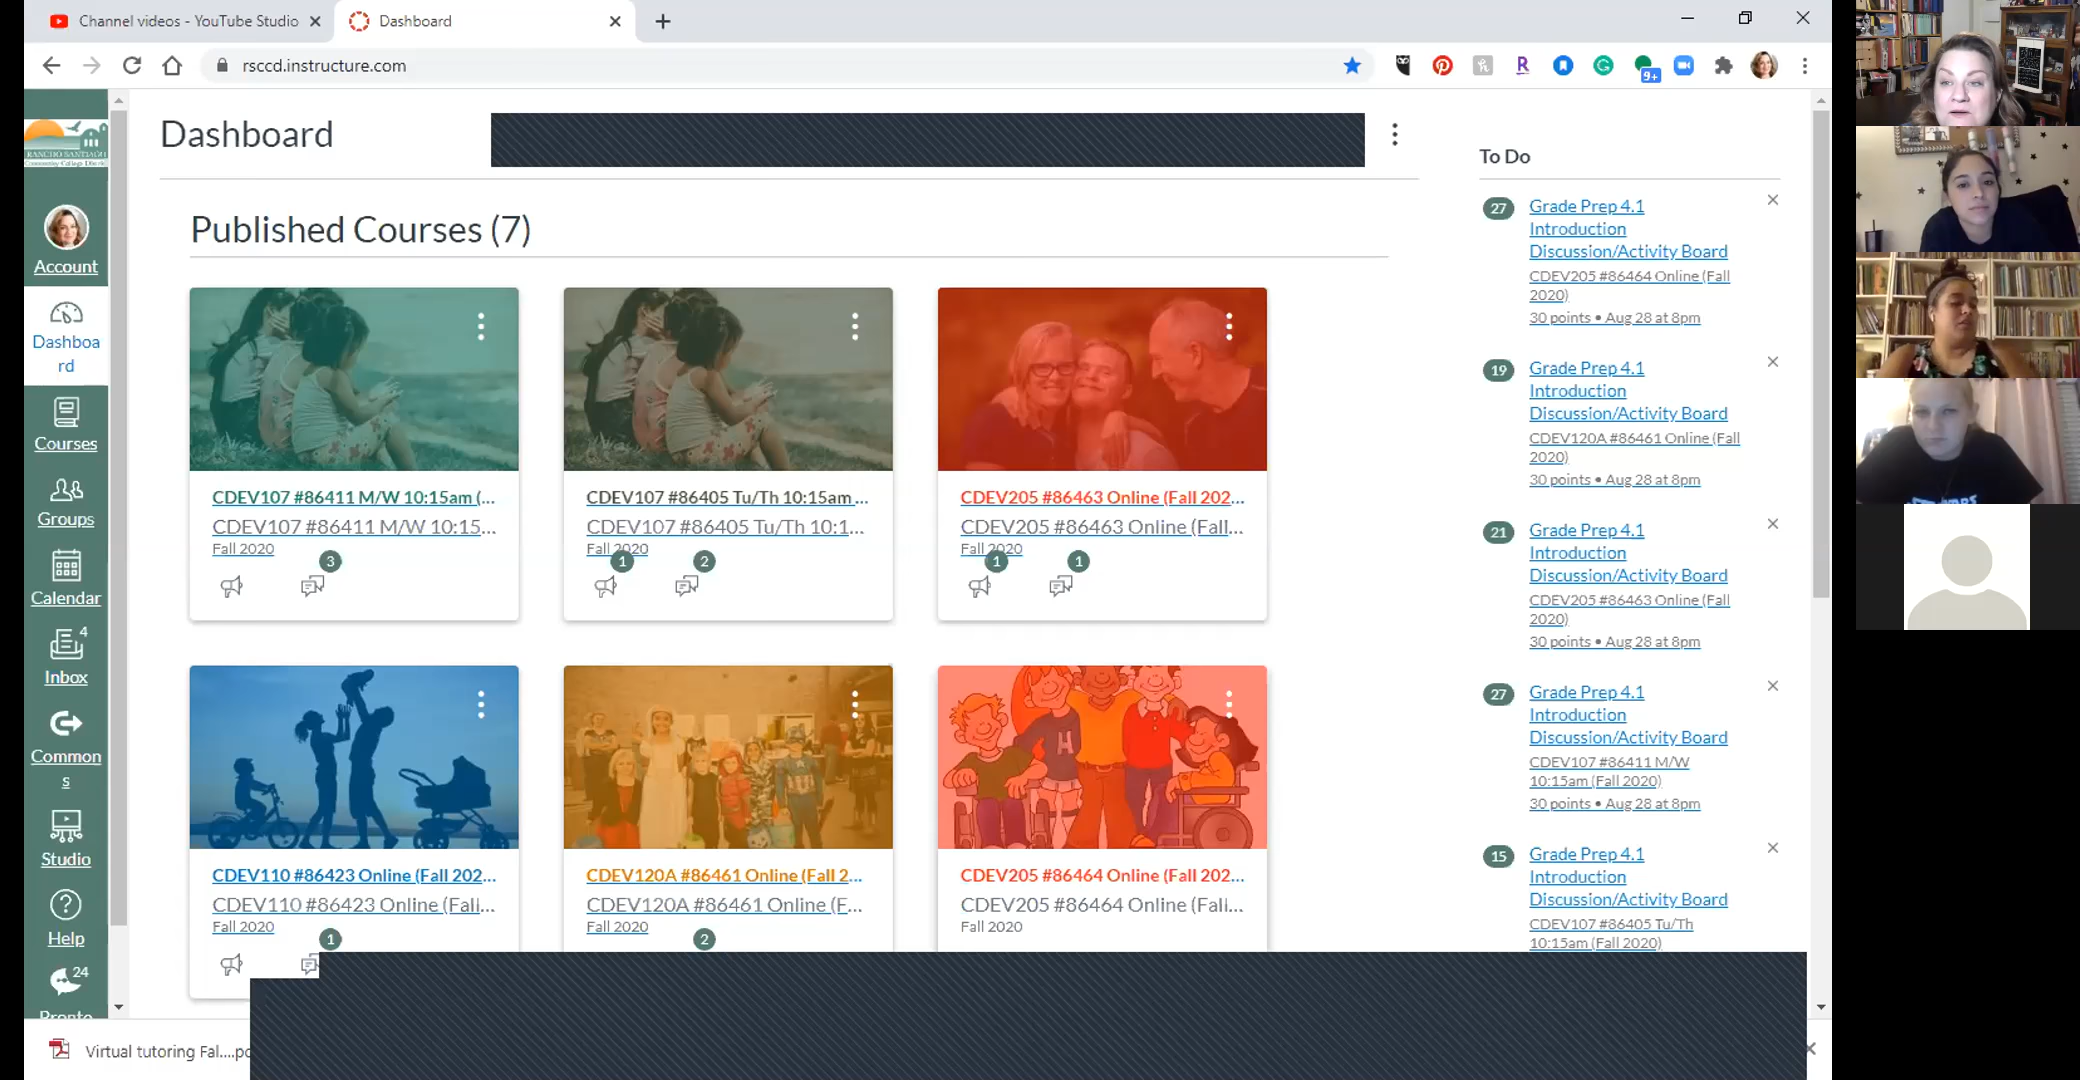 Channel videos - YouTube Studio
Dashboard
rsccd.instructure.com
9+
RANCHO SANTIAGO
Community College District
Account
Dashboa
rd
Courses
Groups
Calendar
4
Inbox
Common
s
Studio
Help
24
Pronto
Dashboard
Published Courses (7)
CDEV107 #86411 M/W 10:15am (...
CDEV107 #86411 M/W 10:15...
Fall 2020
3
CDEV107 #86405 Tu/Th 10:15am ...
CDEV107 #86405 Tu/Th 10:1...
Fall 2020
1
2
CDEV205 #86463 Online (Fall 202...
CDEV205 #86463 Online (Fall...
Fall 2020
1
1
H
CDEV110 #86423 Online (Fall 202...
CDEV110 #86423 Online (Fall...
Fall 2020
1
CDEV120A #86461 Online (Fall 2...
CDEV120A #86461 Online (F...
Fall 2020
2
CDEV205 #86464 Online (Fall 202...
CDEV205 #86464 Online (Fall...
Fall 2020
To Do
27
Grade Prep 4.1
Introduction
Discussion/Activity Board
CDEV205 #86464 Online (Fall
2020)
30 points • Aug 28 at 8pm
19
Grade Prep 4.1
Introduction
Discussion/Activity Board
CDEV120A #86461 Online (Fall
2020)
30 points • Aug 28 at 8pm
21
Grade Prep 4.1
Introduction
Discussion/Activity Board
CDEV205 #86463 Online (Fall
2020)
30 points • Aug 28 at 8pm
27
Grade Prep 4.1
Introduction
Discussion/Activity Board
CDEV107 #86411 M/W
10:15am (Fall 2020)
30 points • Aug 28 at 8pm
15
Grade Prep 4.1
Introduction
Discussion/Activity Board
CDEV107 #86405 Tu/Th
10:15am (Fall 2020)
Virtual tutoring Fal....pd